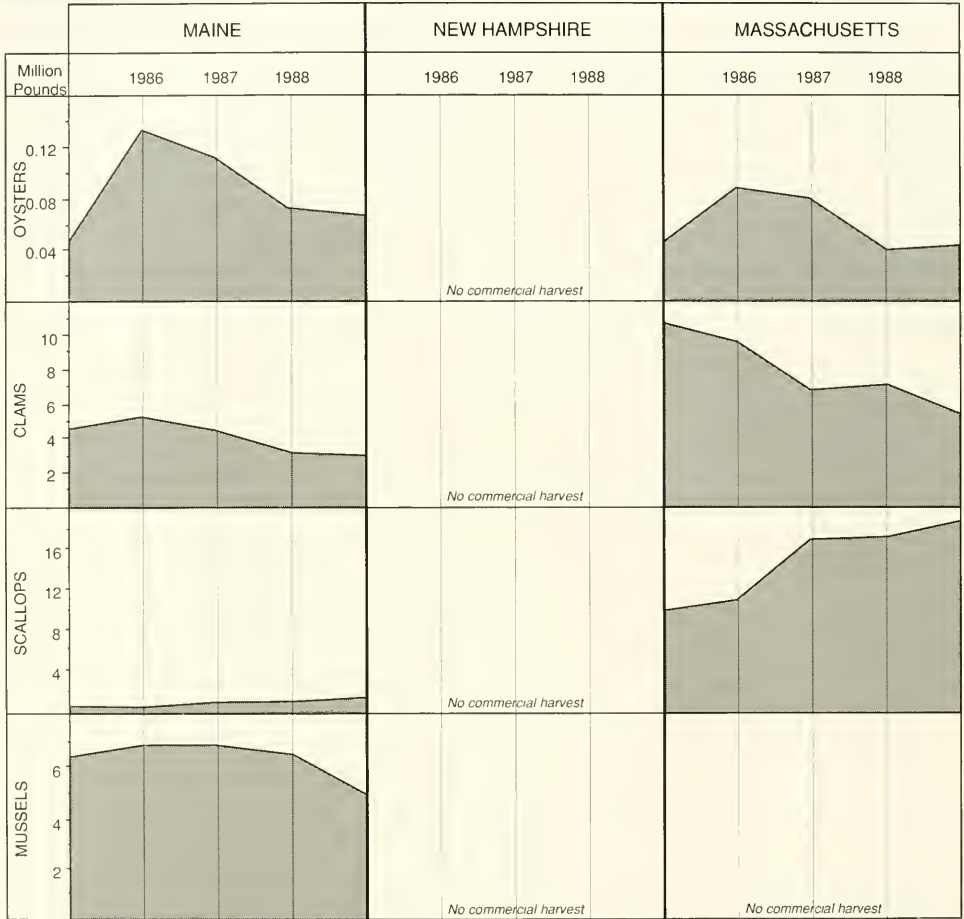 MAINE NEW HAMPSHIRE MASSACHUSETTS
Million
Pounds
1986 1987 1988 1986 1987 1988 1986 1987 1988
OYSTERS
0.12
0.08
0.04
No commercial harvest
CLAMS
10
8
6
4
2
No commercial harvest
SCALLOPS
16
12
8
4
No commercial harvest
MUSSELS
6
4
2
No commercial harvest No commercial harvest